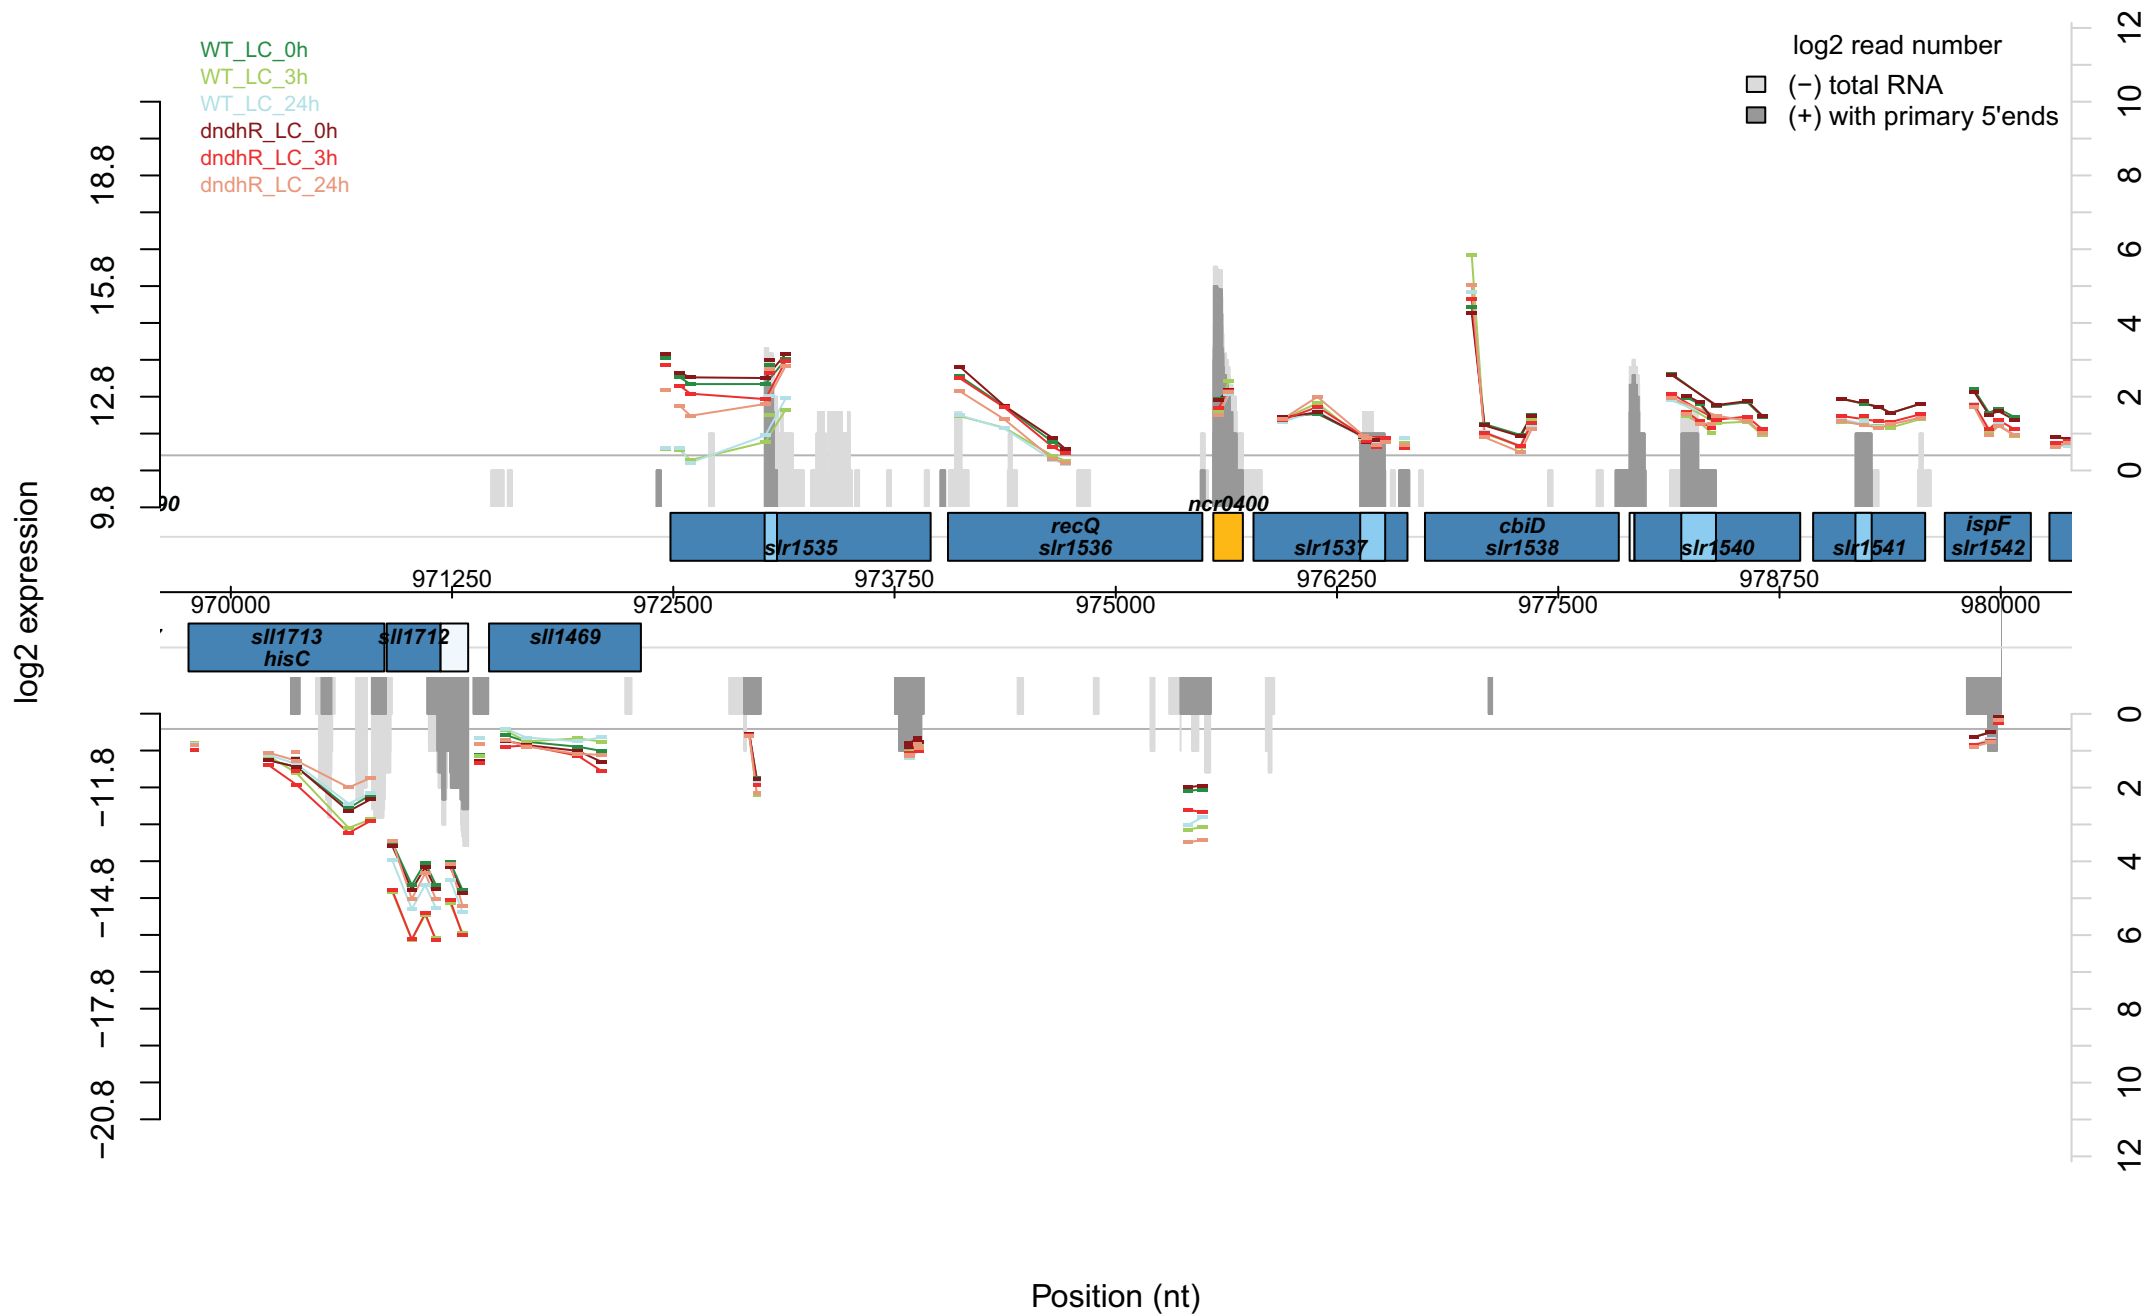 WT_LC_0h
WT_LC_3h
WT_LC_24h
dndhR_LC_0h
dndhR_LC_3h
dndhR_LC_24h
log2 read number
(−) total RNA
(+) with primary 5'ends
log2 expression
18.8
15.8
12.8
9.8
12
10
8
6
4
2
0
90
ncr0400
slr1535
recQ
slr1536
slr1537
cbiD
slr1538
slr1540
slr1541
ispF
slr1542
971250
973750
976250
978750
970000
972500
975000
977500
980000
sll1713
hisC
sll1712
sll1469
−11.8
−14.8
−17.8
−20.8
0
2
4
6
8
10
12
Position (nt)